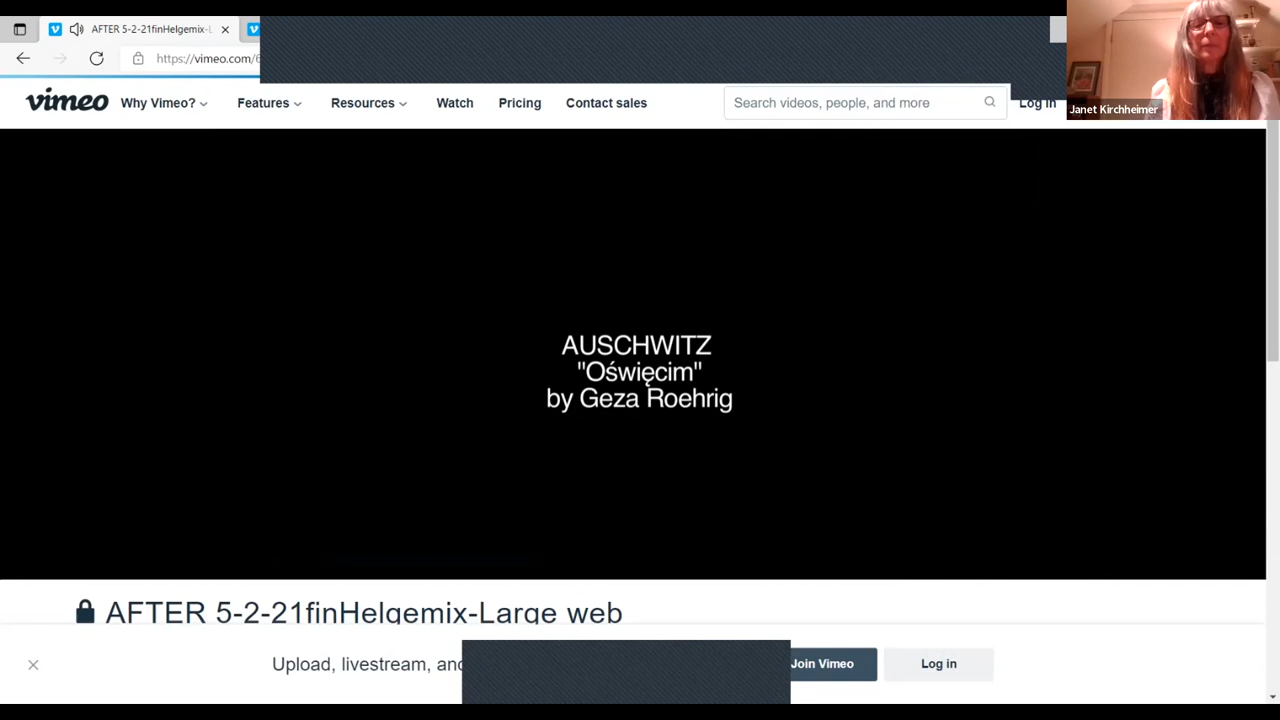 AFTER 5-2-21finHelgemix-L
https://vimeo.com/6
vimeo
Why Vimeo?
Features
Resources
Watch
Pricing
Contact sales
Search videos, people, and more
Log in
Janet Kirchheimer
AUSCHWITZ
"Oświęcim"
by Geza Roehrig
AFTER 5-2-21finHelgemix-Large web
Upload, livestream, and
Join Vimeo
Log in